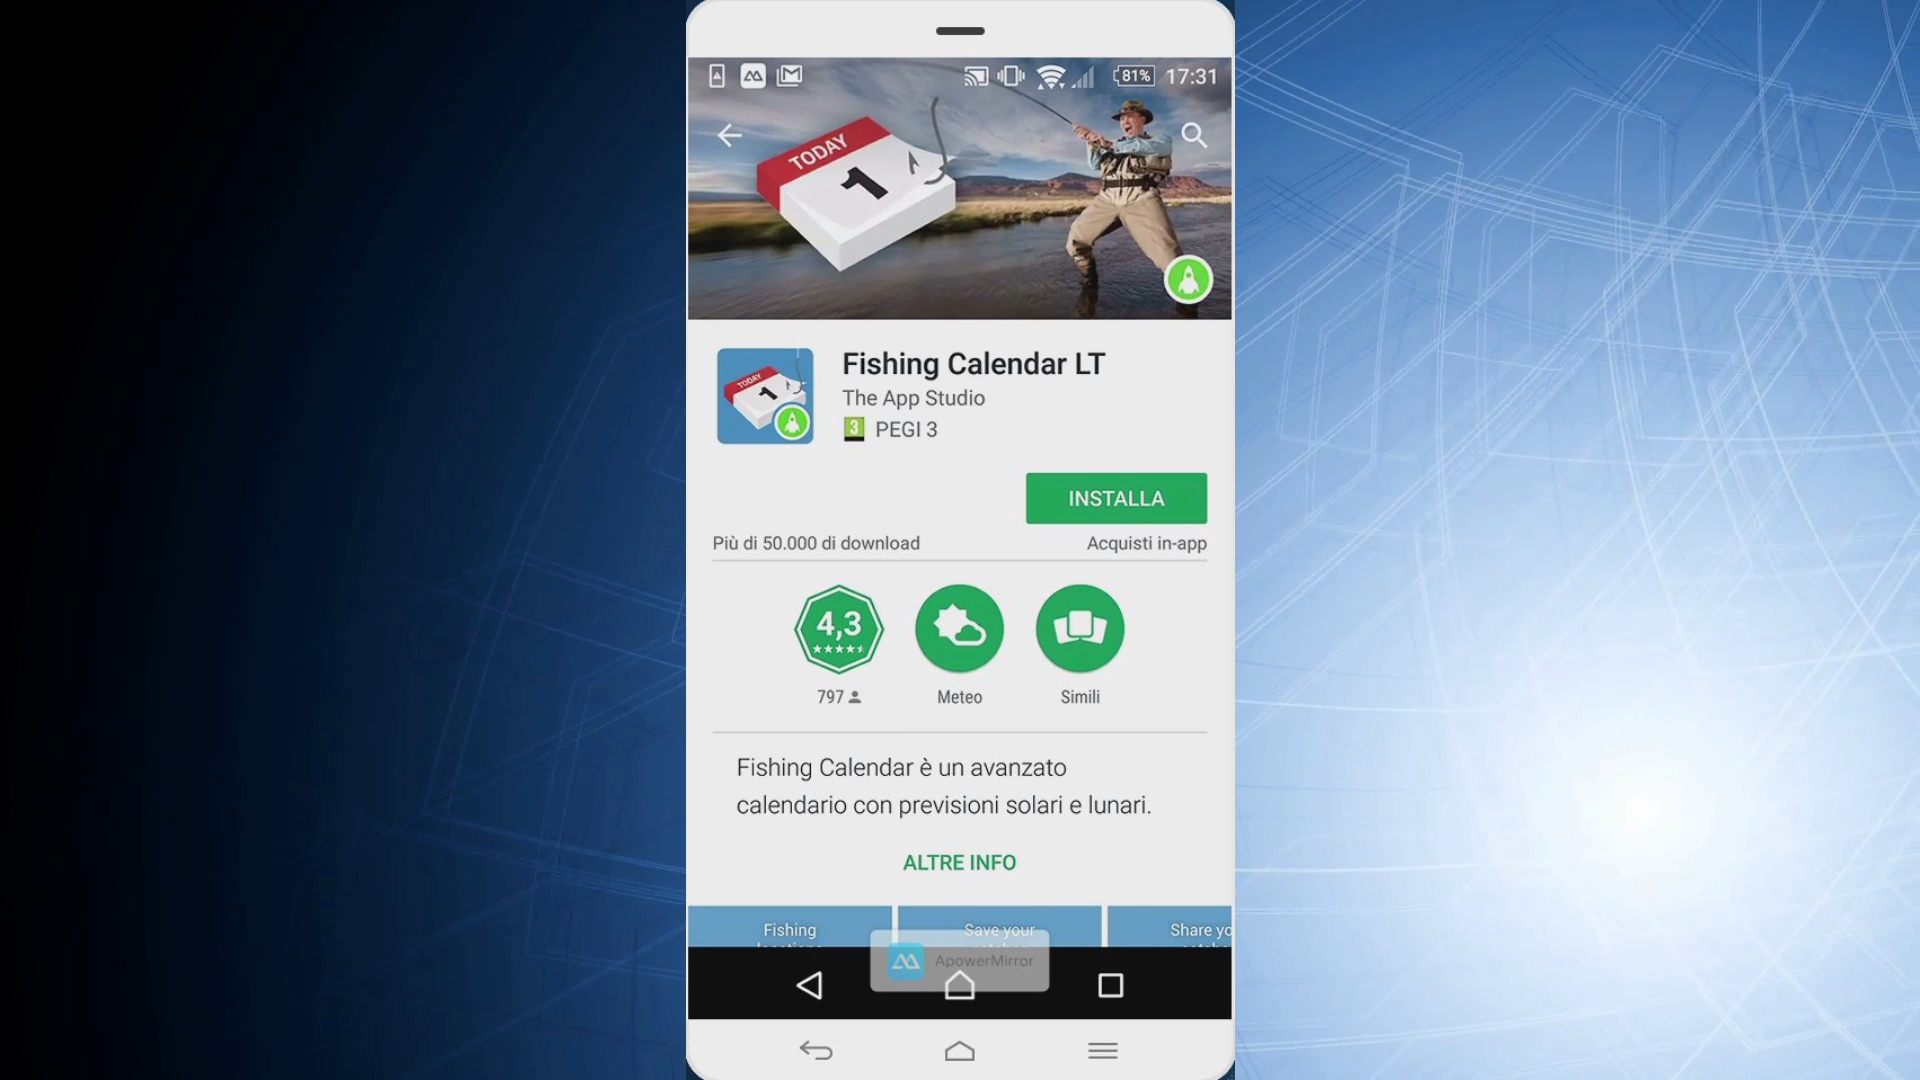 81% 17:31
TODAY
1
TODAY
1
Fishing Calendar LT
The App Studio
3 PEGI 3
INSTALLA
Più di 50.000 di download Acquisti in-app
4,3
797 Meteo Simili
Fishing Calendar è un avanzato
calendario con previsioni solari e lunari.
ALTRE INFO
Fishing Save your Share yo
ApowerMirror